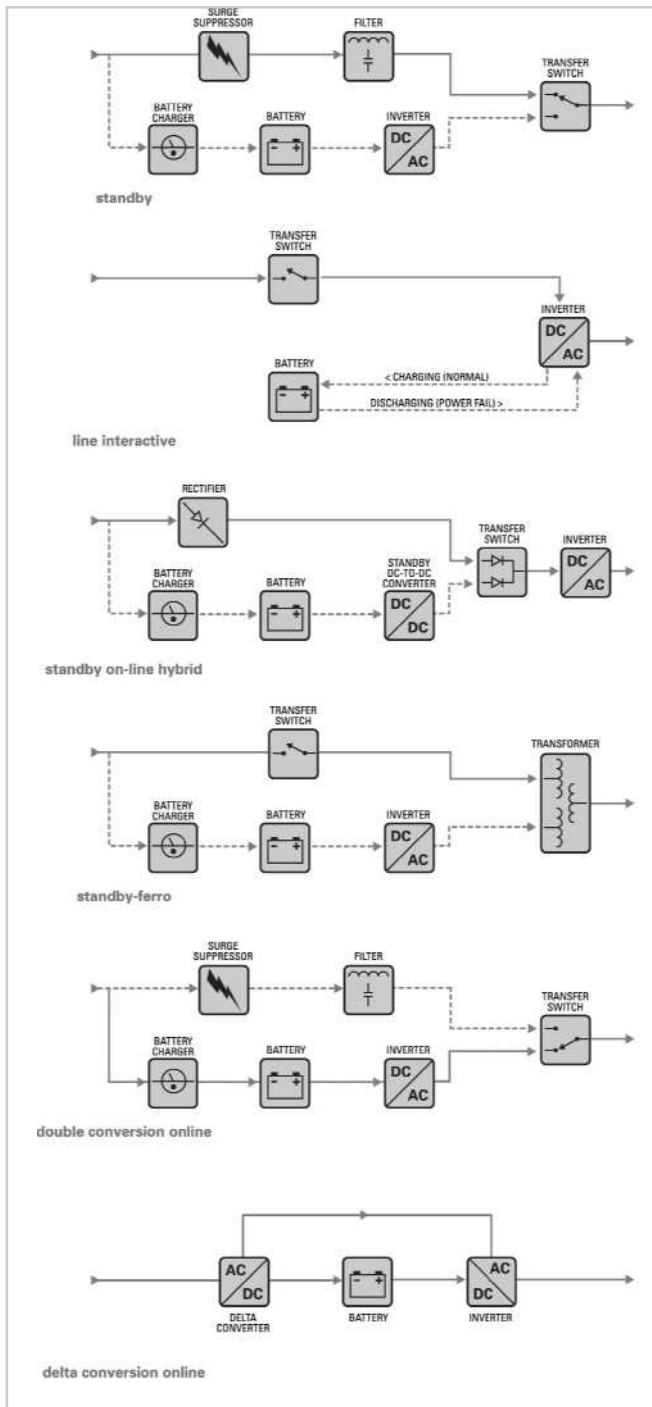 SURGE
SUPPRESSOR
FILTER
TRANSFER
SWITCH
BATTERY
CHARGER
BATTERY
INVERTER
DC
AC
standby
TRANSFER
SWITCH
INVERTER
DC
AC
BATTERY
< CHARGING (NORMAL)
DISCHARGING (POWER FAIL) >
line interactive
RECTIFIER
TRANSFER
SWITCH
INVERTER
DC
AC
BATTERY
CHARGER
BATTERY
STANDBY
DC-TO-DC
CONVERTER
DC
DC
standby on-line hybrid
TRANSFER
SWITCH
TRANSFORMER
BATTERY
CHARGER
BATTERY
INVERTER
DC
AC
standby-ferro
SURGE
SUPPRESSOR
FILTER
TRANSFER
SWITCH
BATTERY
CHARGER
BATTERY
INVERTER
DC
AC
double conversion online
AC
DC
DELTA
CONVERTER
BATTERY
AC
DC
INVERTER
delta conversion online